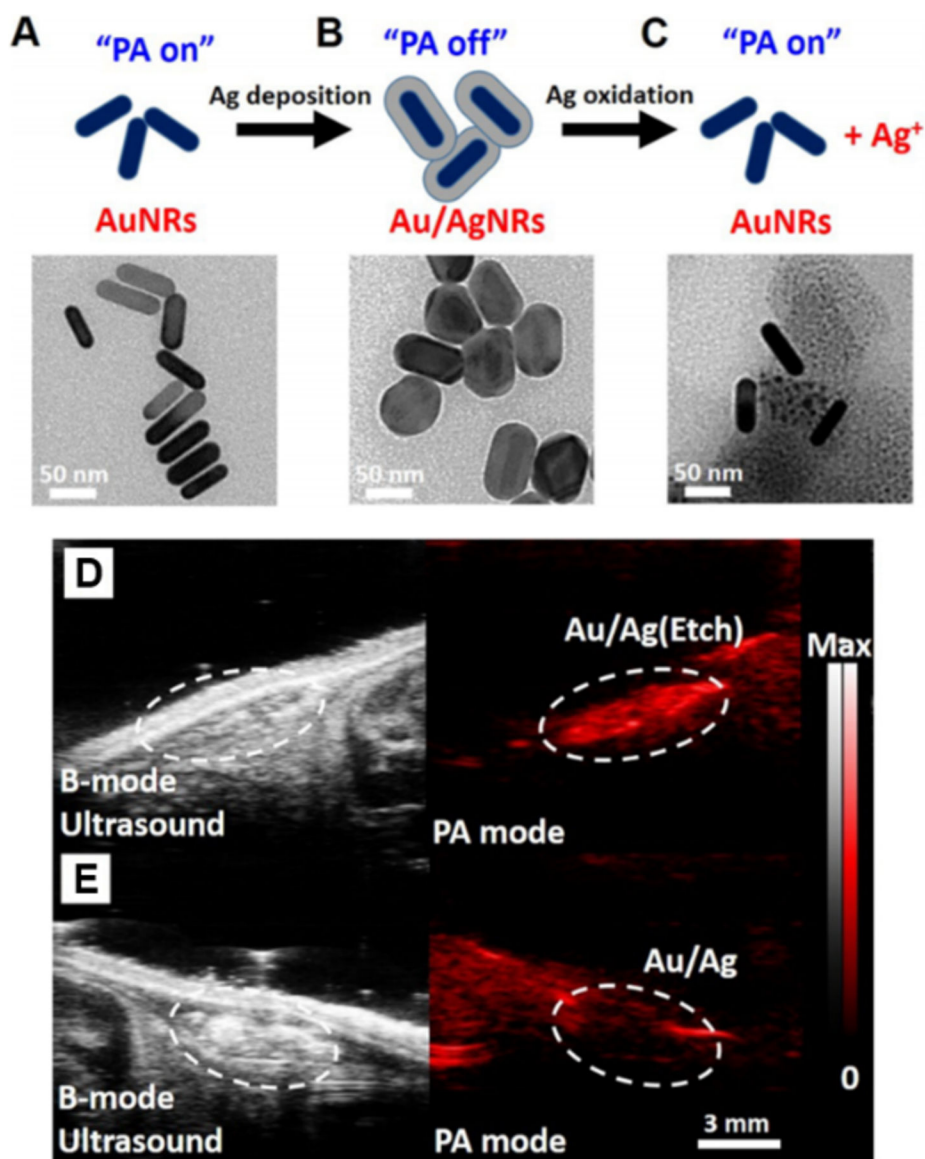 A
"PA on"
B
"PA off"
C
"PA on"
Ag deposition
Ag oxidation
+ Ag⁺
AuNRs
Au/AgNRs
AuNRs
50 nm
50 nm
50 nm
D
Au/Ag(Etch)
Max
B-mode
Ultrasound
PA mode
E
Au/Ag
0
B-mode
Ultrasound
PA mode
3 mm